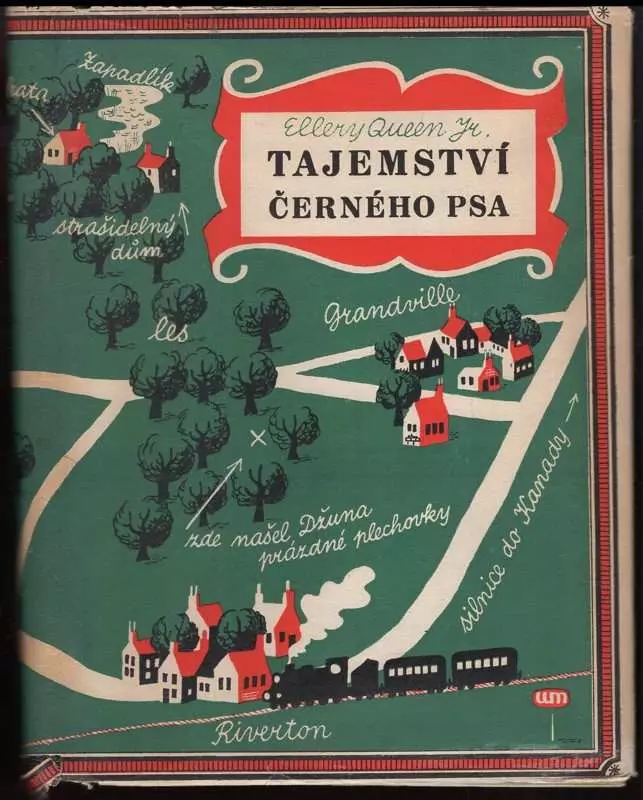 Ellery Queen Jr.
TAJEMSTVÍ
ČERNÉHO PSA
Zapadlík
strašidelný
dům
les
Grandville
zde našel Džuna
prázdné plechovky
silnice do Kanady
Riverton